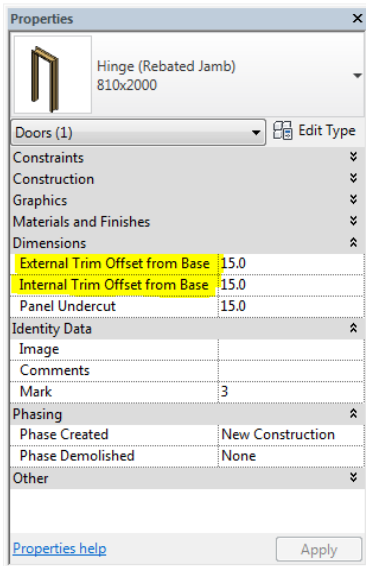 Properties
Hinge (Rebated Jamb)
810x2000
Doors (1) Edit Type
Constraints
Construction
Graphics
Materials and Finishes
Dimensions
External Trim Offset from Base 15.0
Internal Trim Offset from Base 15.0
Panel Undercut 15.0
Identity Data
Image
Comments
Mark 3
Phasing
Phase Created New Construction
Phase Demolished None
Other
Properties help Apply